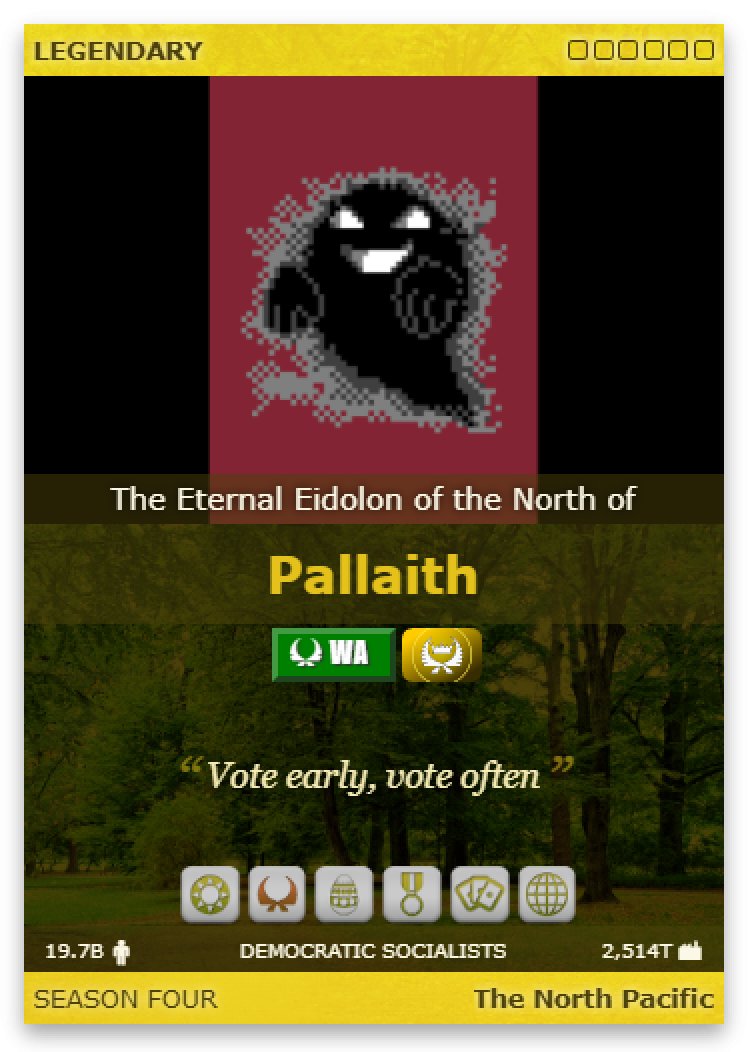 LEGENDARY
The Eternal Eidolon of the North of
Pallaith
WA
“Vote early, vote often”
19.7B DEMOCRATIC SOCIALISTS 2,514T
SEASON FOUR The North Pacific